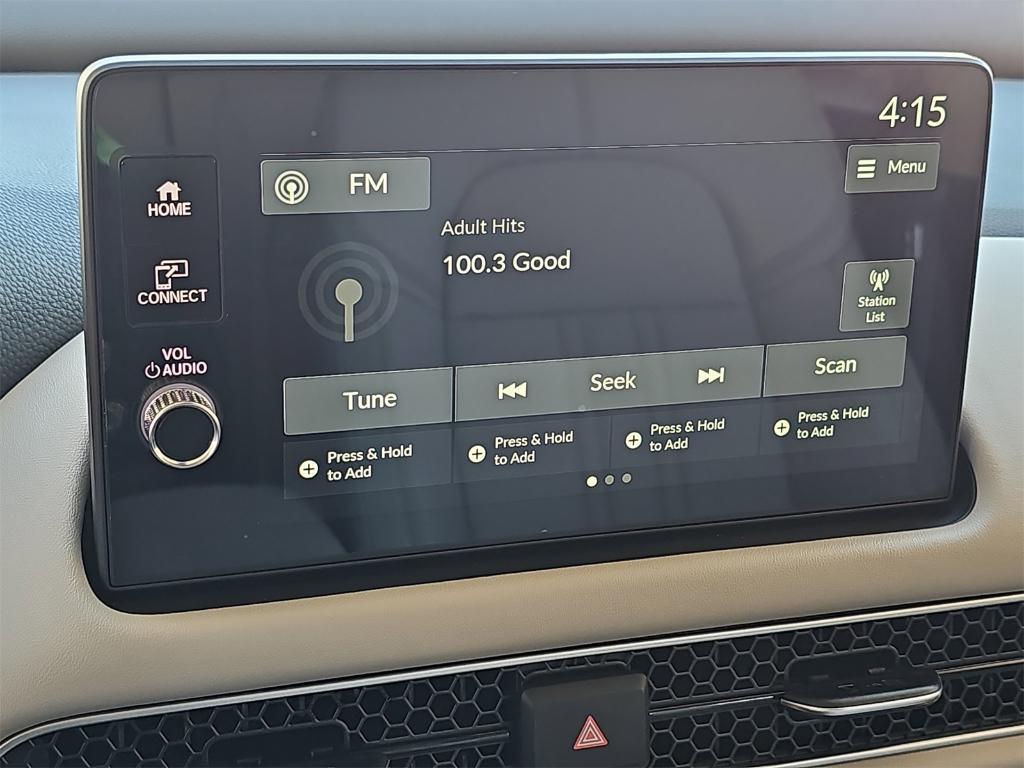 4:15
HOME
FM
Menu
Adult Hits
100.3 Good
CONNECT
Station
List
VOL
AUDIO
Tune
Seek
Scan
Press & Hold
to Add
Press & Hold
to Add
Press & Hold
to Add
Press & Hold
to Add